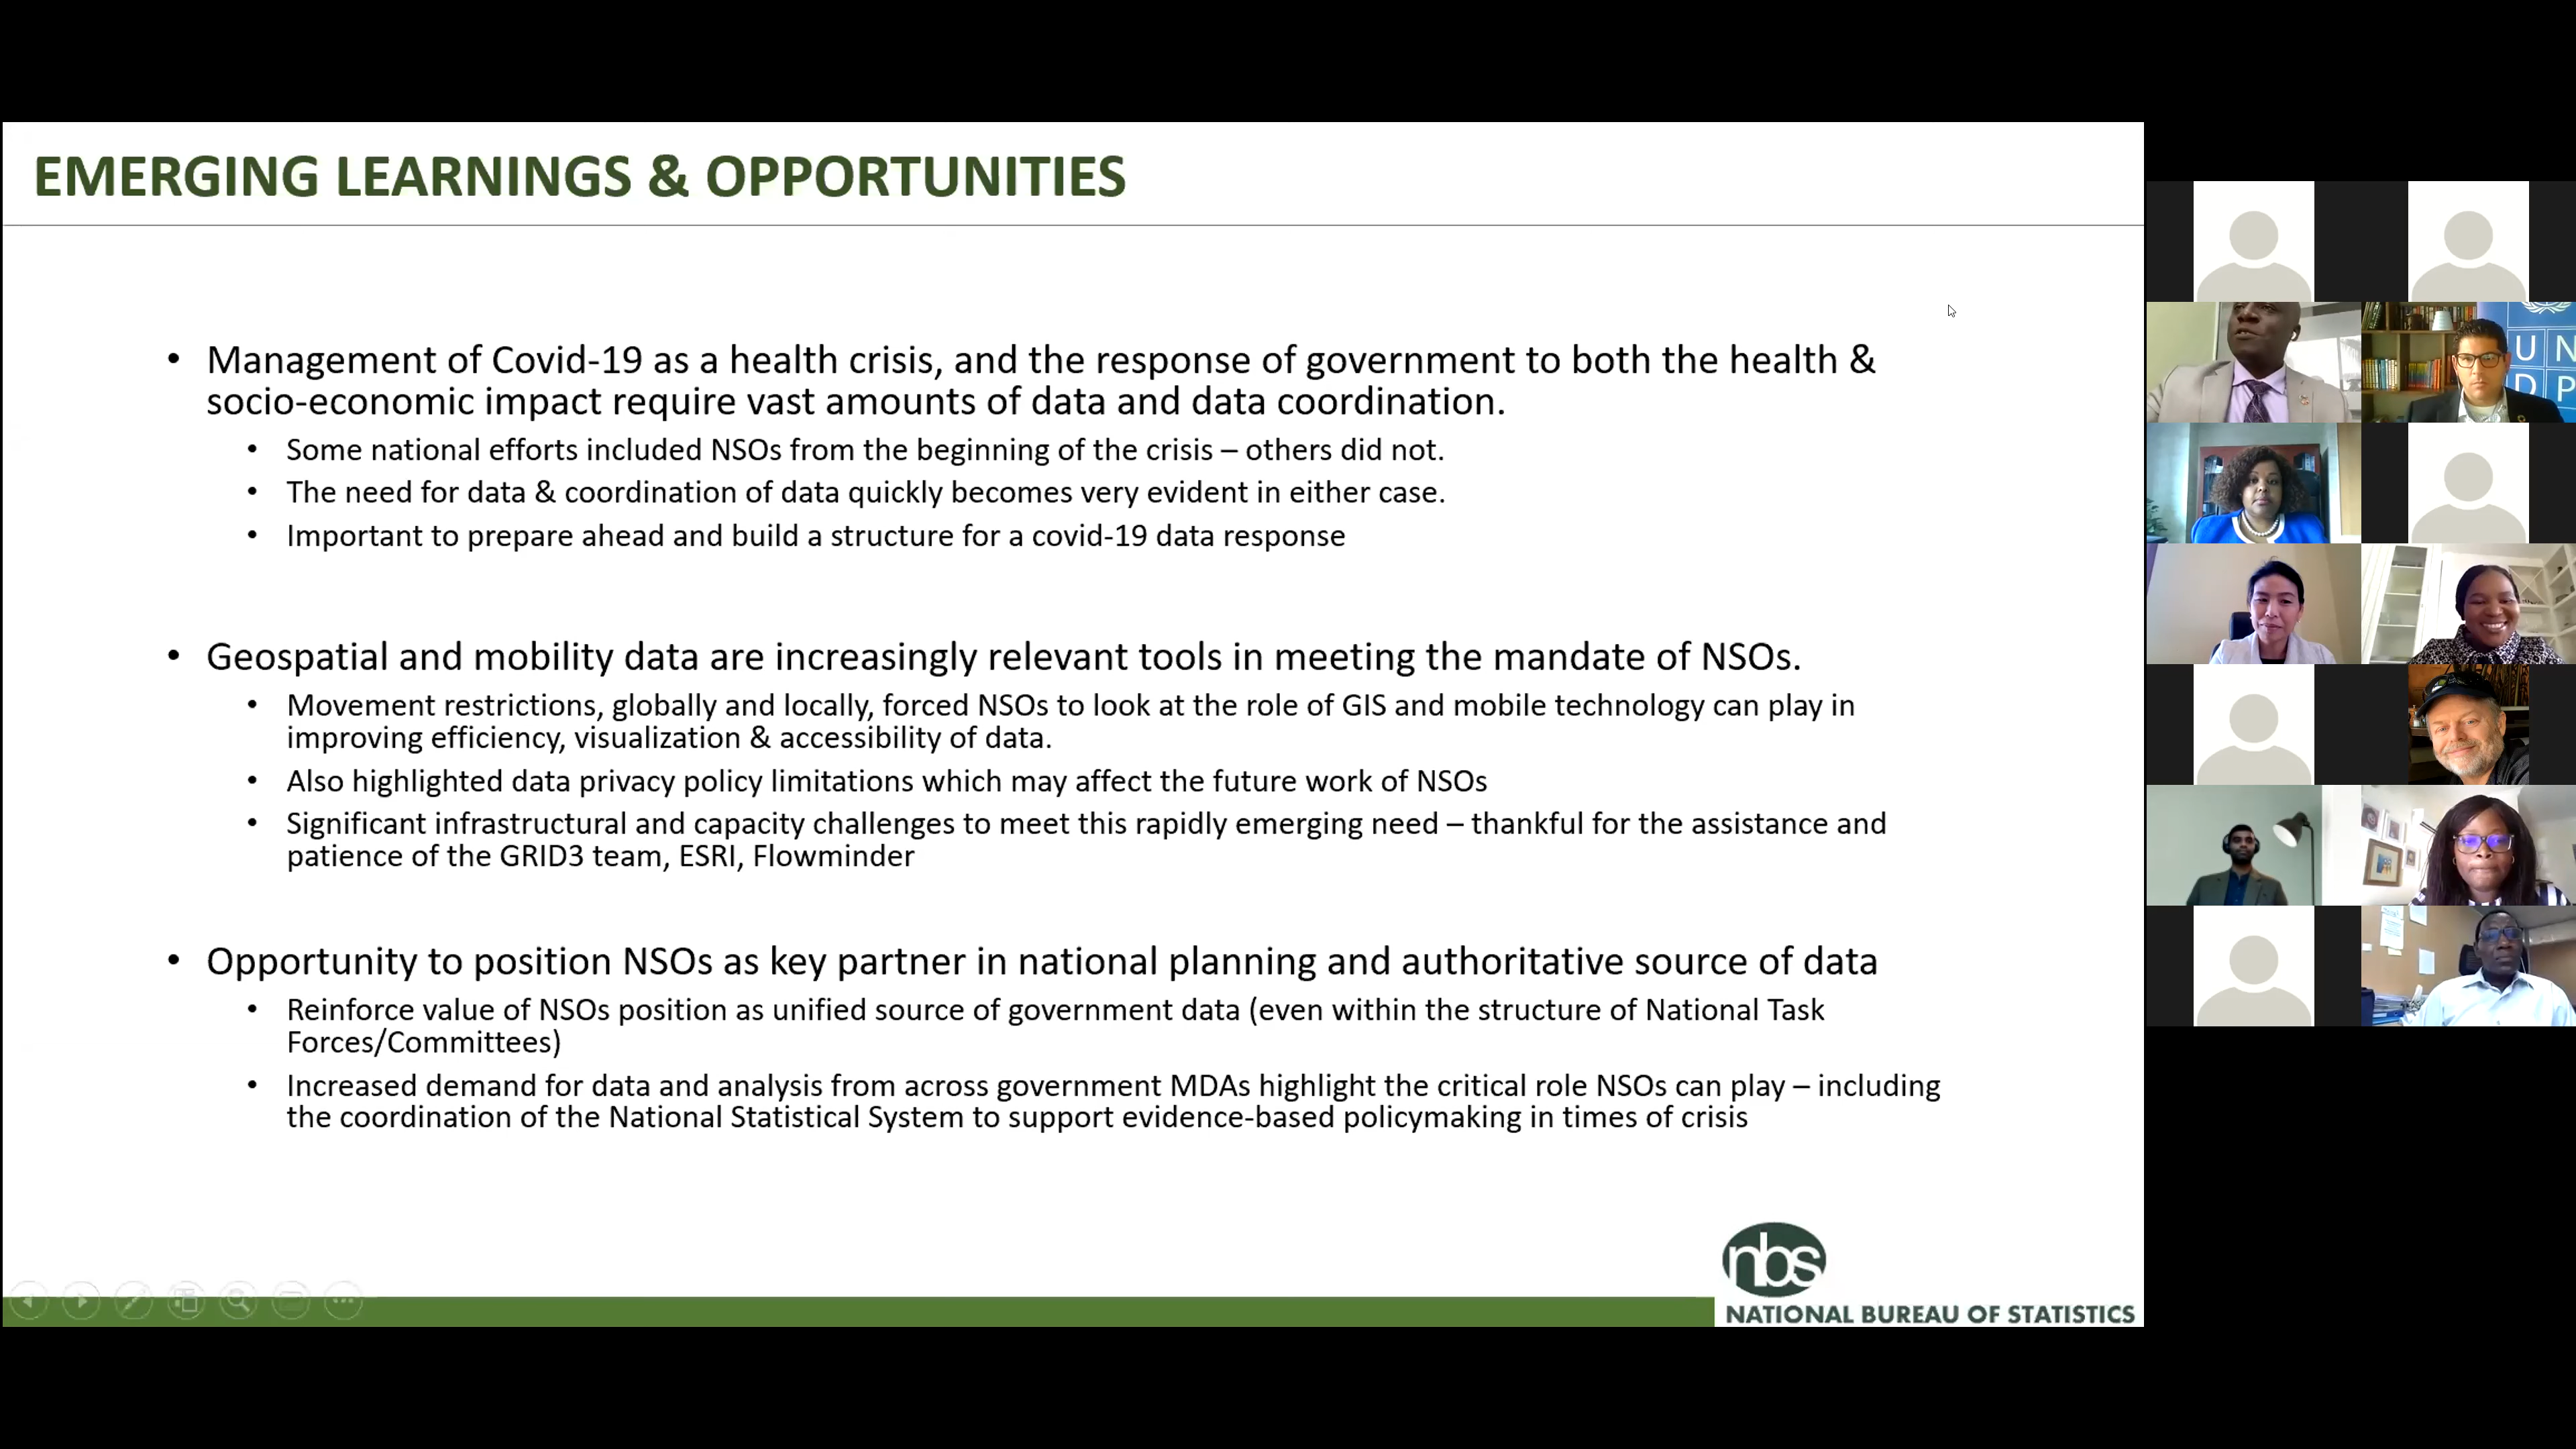 EMERGING LEARNINGS & OPPORTUNITIES
• Management of Covid-19 as a health crisis, and the response of government to both the health &
socio-economic impact require vast amounts of data and data coordination.
• Some national efforts included NSOs from the beginning of the crisis – others did not.
• The need for data & coordination of data quickly becomes very evident in either case.
• Important to prepare ahead and build a structure for a covid-19 data response
• Geospatial and mobility data are increasingly relevant tools in meeting the mandate of NSOs.
• Movement restrictions, globally and locally, forced NSOs to look at the role of GIS and mobile technology can play in
improving efficiency, visualization & accessibility of data.
• Also highlighted data privacy policy limitations which may affect the future work of NSOs
• Significant infrastructural and capacity challenges to meet this rapidly emerging need – thankful for the assistance and
patience of the GRID3 team, ESRI, Flowminder
• Opportunity to position NSOs as key partner in national planning and authoritative source of data
• Reinforce value of NSOs position as unified source of government data (even within the structure of National Task
Forces/Committees)
• Increased demand for data and analysis from across government MDAs highlight the critical role NSOs can play – including
the coordination of the National Statistical System to support evidence-based policymaking in times of crisis
nbs
NATIONAL BUREAU OF STATISTICS
U N
D P